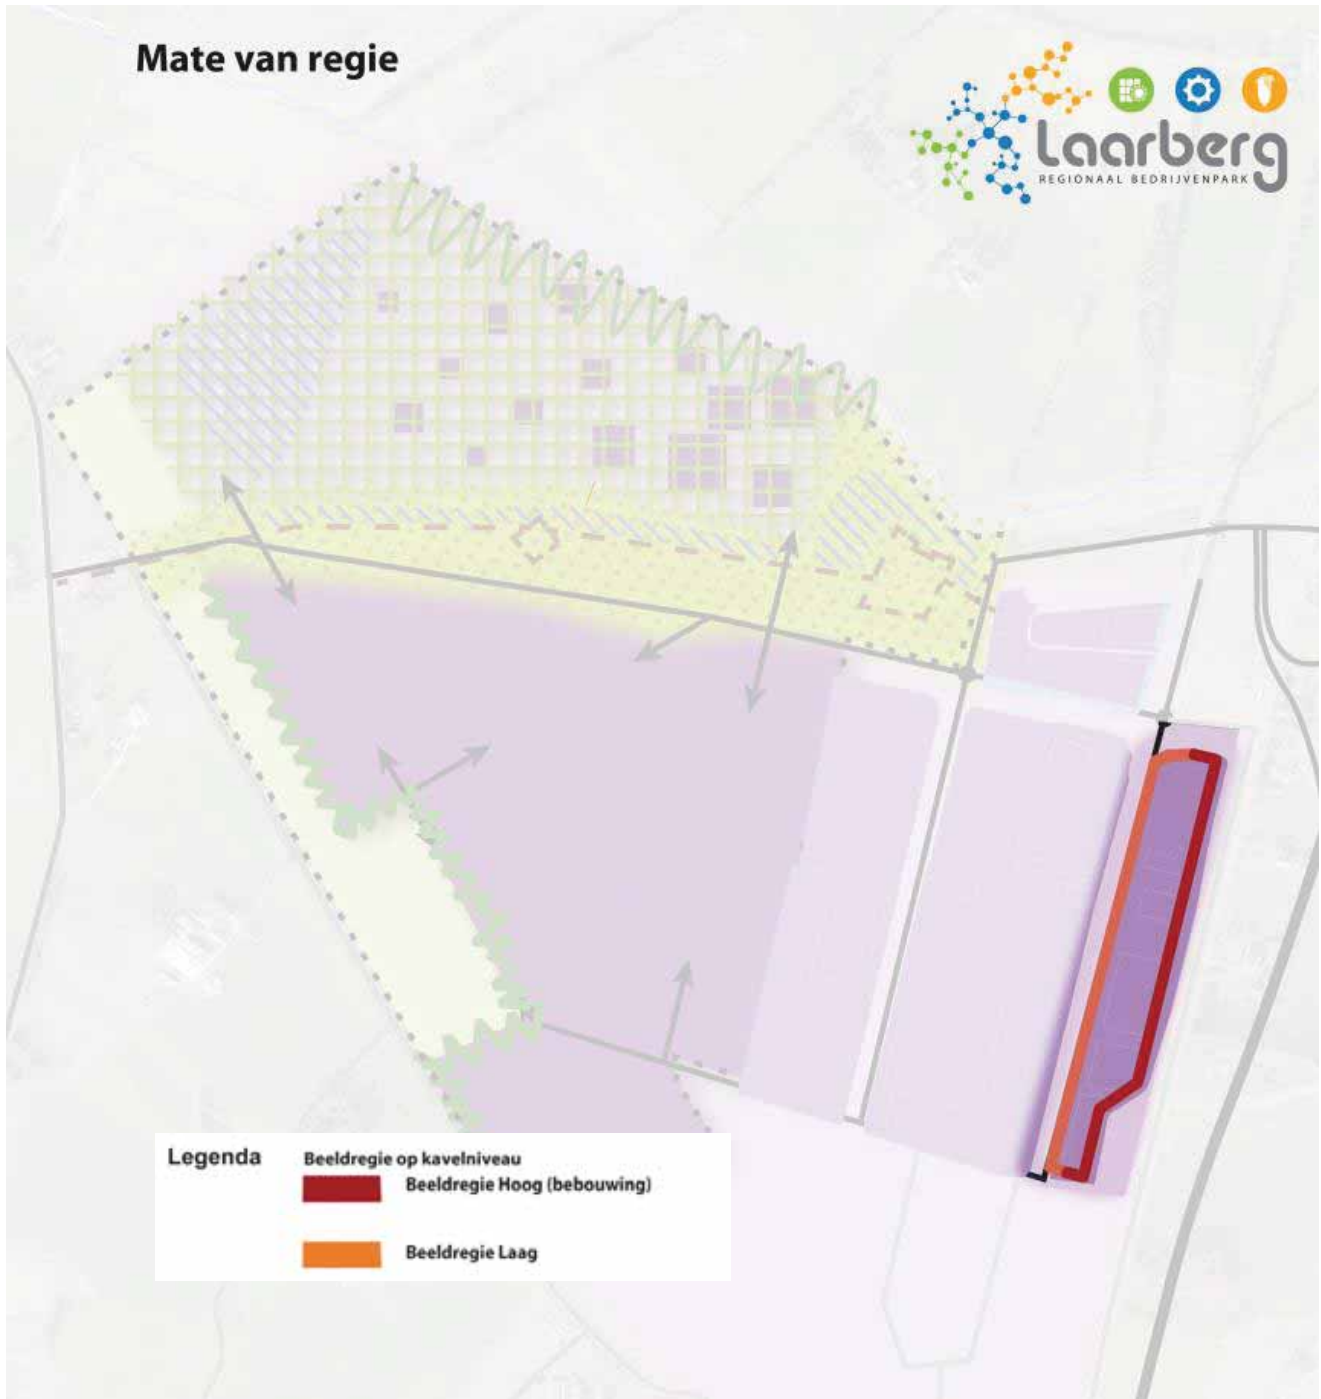 Mate van regie
Laarberg
REGIONAAL BEDRIJVENPARK
Legenda
Beeldregie op kavelniveau
Beeldregie Hoog (bebouwing)
Beeldregie Laag